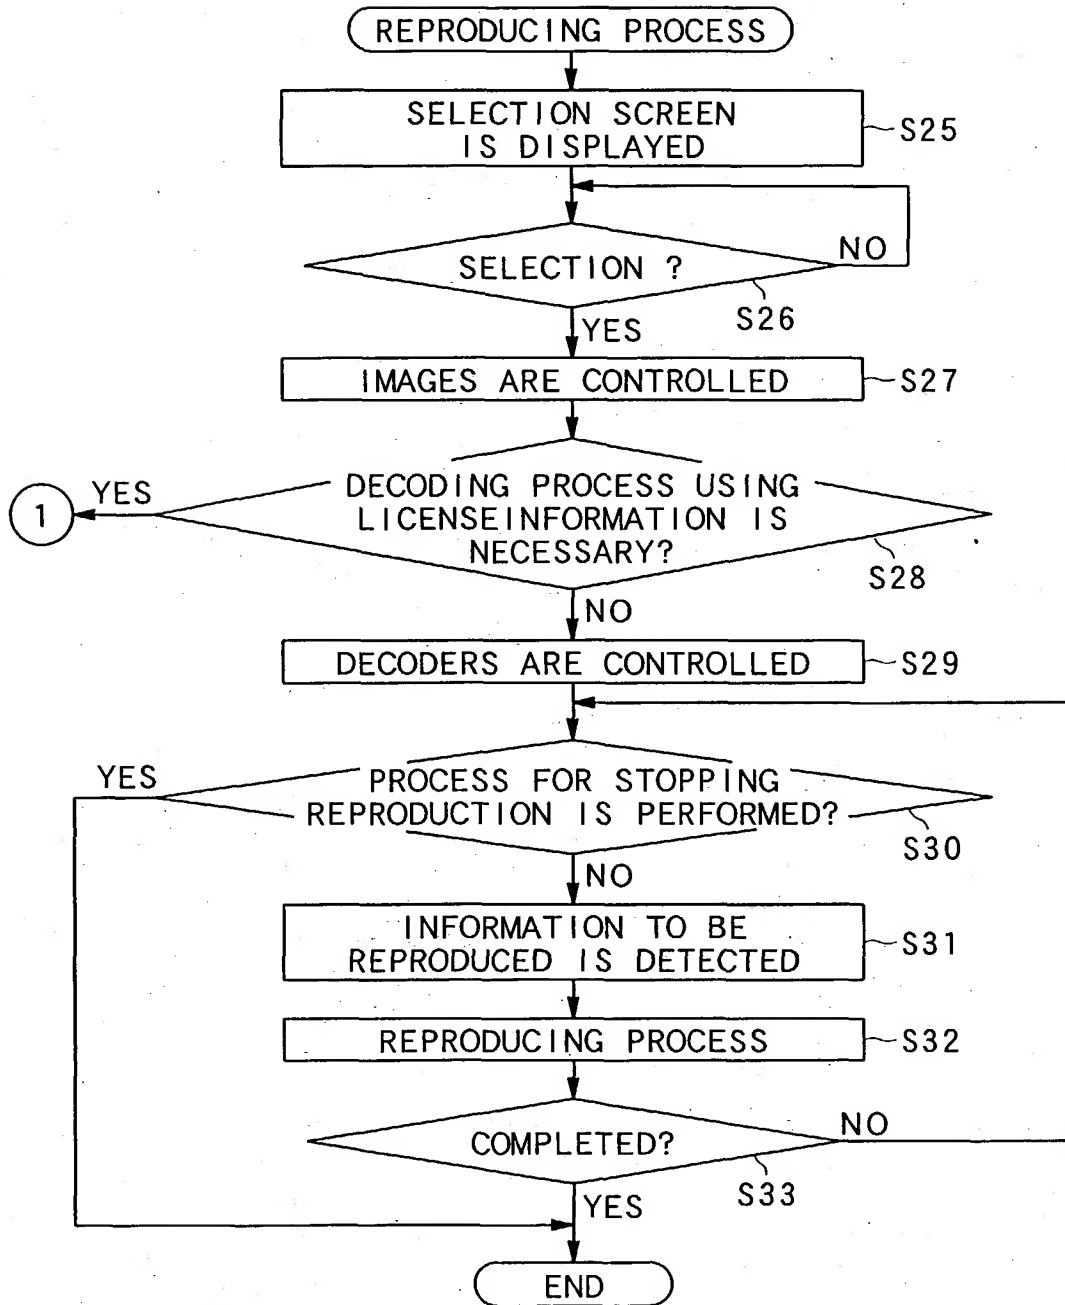 REPRODUCING PROCESS
SELECTION SCREEN
IS DISPLAYED
S25
SELECTION ?
NO
S26
YES
IMAGES ARE CONTROLLED
S27
YES
1
DECODING PROCESS USING
LICENSEINFORMATION IS
NECESSARY?
S28
NO
DECODERS ARE CONTROLLED
S29
YES
PROCESS FOR STOPPING
REPRODUCTION IS PERFORMED?
S30
NO
INFORMATION TO BE
REPRODUCED IS DETECTED
S31
REPRODUCING PROCESS
S32
COMPLETED?
NO
S33
YES
END